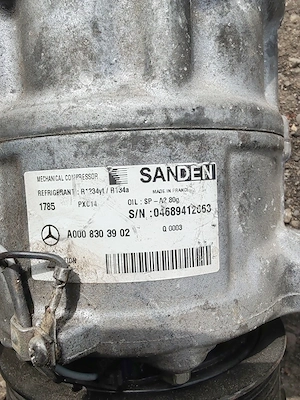 MECHANICAL COMPRESSOR
SANDEN
REFRIGERANT : R1234yf / R134a
MADE IN FRANCE
1785 PXC14 OIL : SP - A2 80g
S/N : 04689412663
A000 830 39 02 Q 0003